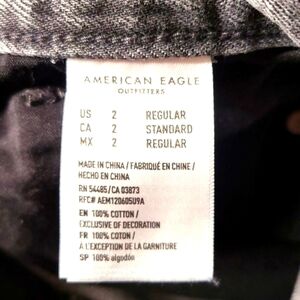 AMERICAN EAGLE
OUTFITTERS
US 2 REGULAR
CA 2 STANDARD
MX 2 REGULAR
MADE IN CHINA / FABRIQUÉ EN CHINE /
HECHO EN CHINA
RN 54485/CA 03873
RFC# AEM120605U9A
EN 100% COTTON /
EXCLUSIVE OF DECORATION
FR 100% COTON /
A L'EXCEPTION DE LA GARNITURE
SP 100% algodón